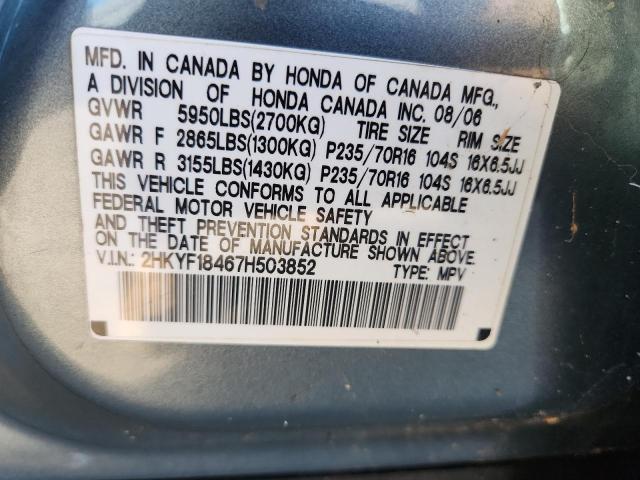 MFD. IN CANADA BY HONDA OF CANADA MFG.,
A DIVISION OF HONDA CANADA INC. 08/06
GVWR 5950LBS(2700KG) TIRE SIZE RIM SIZE
GAWR F 2865LBS(1300KG) P235/70R16 104S 16X6.5JJ
GAWR R 3155LBS(1430KG) P235/70R16 104S 16X6.5JJ
THIS VEHICLE CONFORMS TO ALL APPLICABLE
FEDERAL MOTOR VEHICLE SAFETY
AND THEFT PREVENTION STANDARDS IN EFFECT
ON THE DATE OF MANUFACTURE SHOWN ABOVE.
V.I.N.: 2HKYF18467H503852 TYPE: MPV